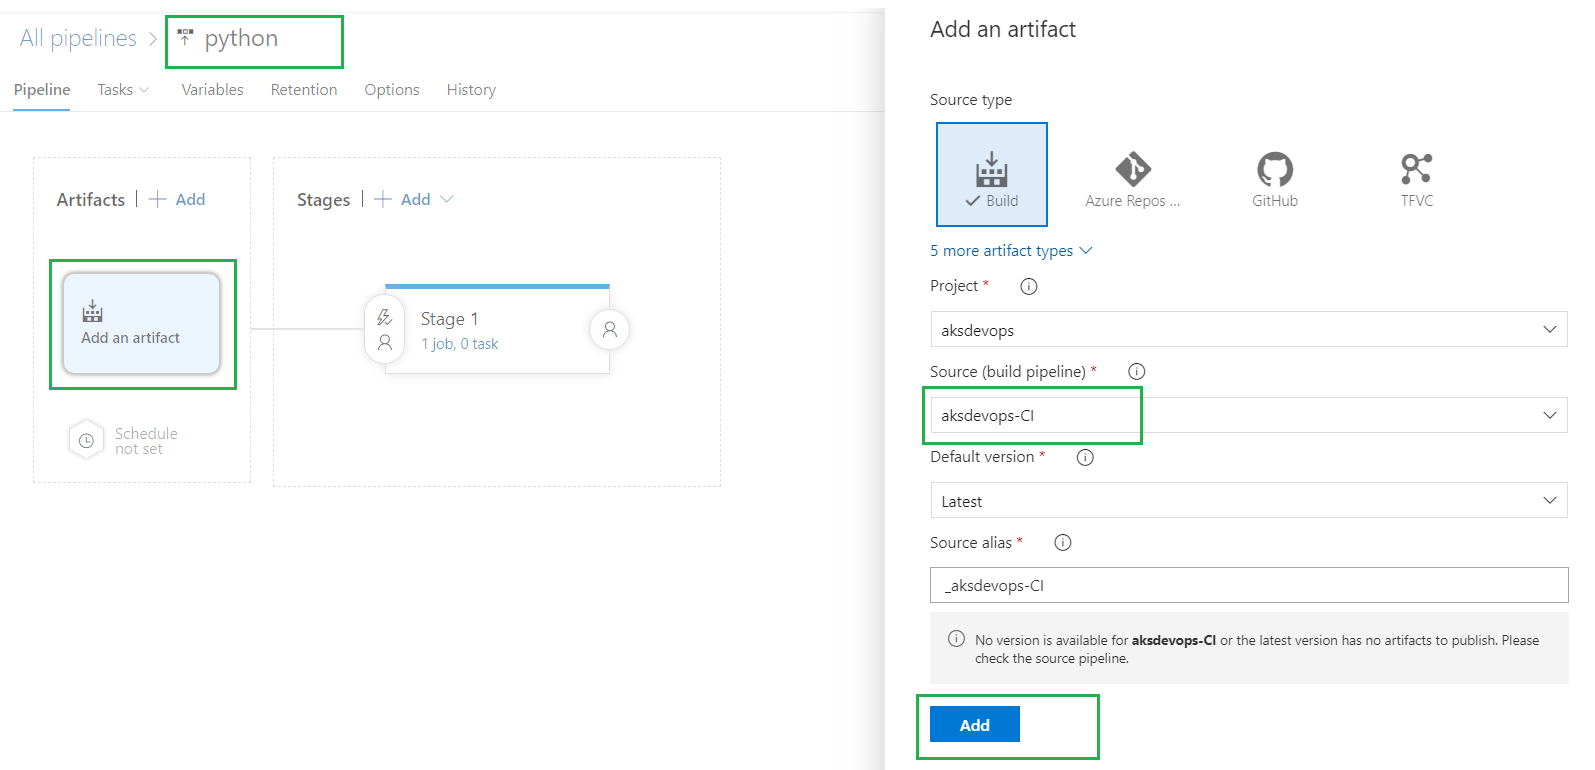 All pipelines > python
Pipeline Tasks Variables Retention Options History
Artifacts | + Add
Add an artifact
Schedule
not set
Stages | + Add
Stage 1
1 job, 0 task
Add an artifact
Source type
Build
Azure Repos ...
GitHub
TFVC
5 more artifact types
Project *
aksdevops
Source (build pipeline) *
aksdevops-CI
Default version *
Latest
Source alias *
_aksdevops-CI
No version is available for aksdevops-CI or the latest version has no artifacts to publish. Please
check the source pipeline.
Add